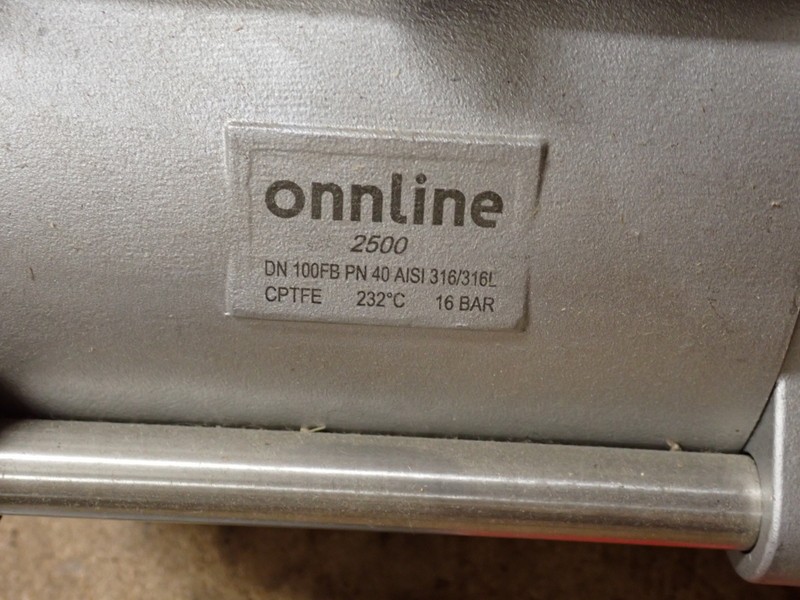 onnline
2500
DN 100FB PN 40 AISI 316/316L
CPTFE 232°C 16 BAR